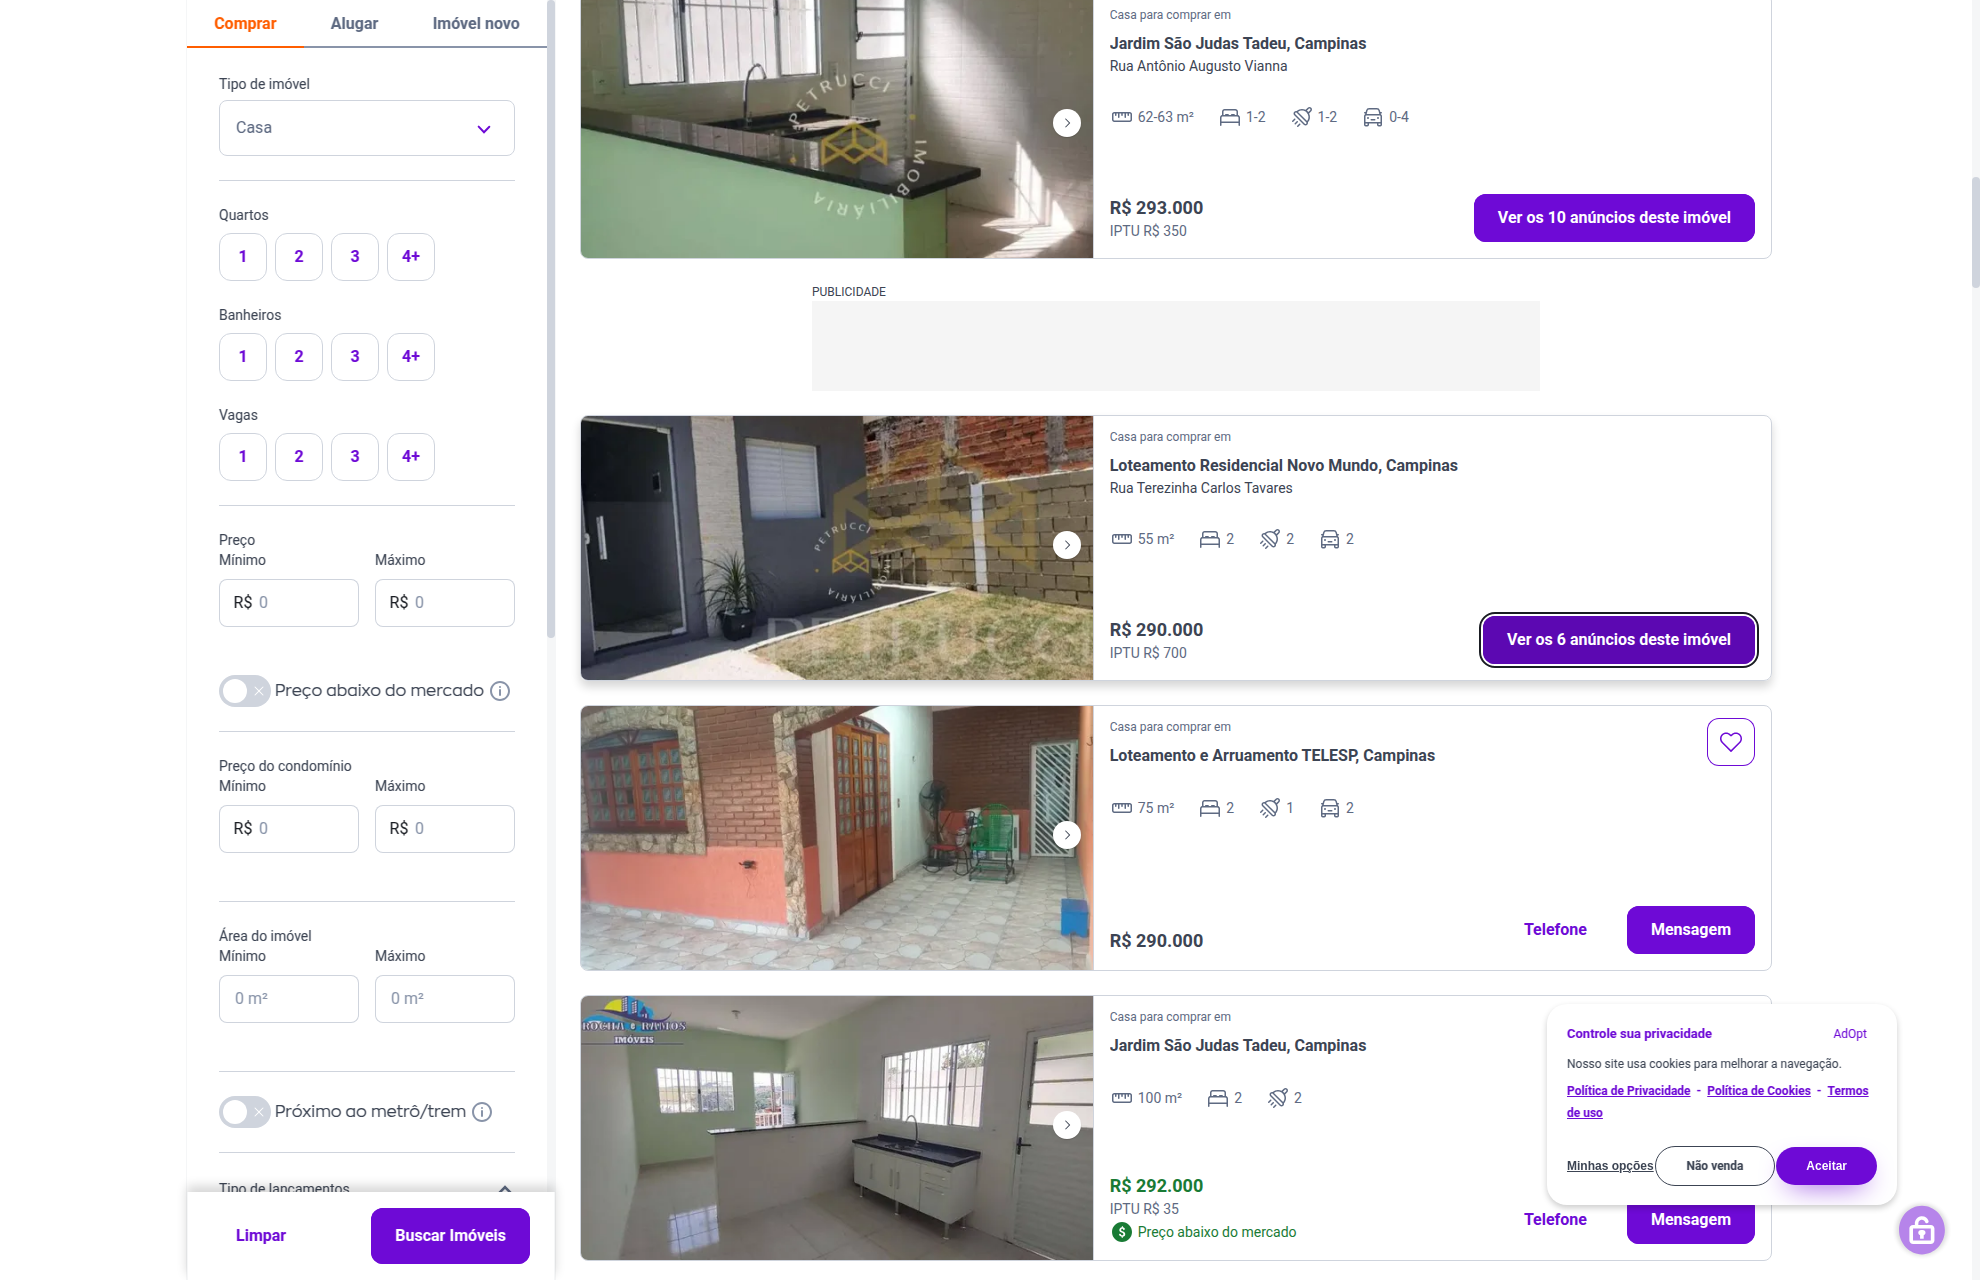 Comprar
Alugar
Imóvel novo
Tipo de imóvel
Casa
Quartos
1
2
3
4+
Banheiros
1
2
3
4+
Vagas
1
2
3
4+
Preço
Mínimo
Máximo
R$ 0
R$ 0
Preço abaixo do mercado
Preço do condomínio
Mínimo
Máximo
R$ 0
R$ 0
Área do imóvel
Mínimo
Máximo
0 m²
0 m²
Próximo ao metrô/trem
Tipo de lançamentos
Limpar
Buscar Imóveis
PETRUCCI
IMOBILIÁRIA
Casa para comprar em
Jardim São Judas Tadeu, Campinas
Rua Antônio Augusto Vianna
62-63 m²
1-2
1-2
0-4
R$ 293.000
IPTU R$ 350
Ver os 10 anúncios deste imóvel
PUBLICIDADE
PETRUCCI
IMOBILIÁRIA
PETRUCCI
Casa para comprar em
Loteamento Residencial Novo Mundo, Campinas
Rua Terezinha Carlos Tavares
55 m²
2
2
2
R$ 290.000
IPTU R$ 700
Ver os 6 anúncios deste imóvel
Casa para comprar em
Loteamento e Arruamento TELESP, Campinas
75 m²
2
1
2
R$ 290.000
Telefone
Mensagem
ROCHA & RAMOS
IMÓVEIS
Casa para comprar em
Jardim São Judas Tadeu, Campinas
100 m²
2
2
R$ 292.000
IPTU R$ 35
$ Preço abaixo do mercado
Telefone
Mensagem
Controle sua privacidade
AdOpt
Nosso site usa cookies para melhorar a navegação.
Política de Privacidade - Política de Cookies - Termos
de uso
Minhas opções
Não venda
Aceitar